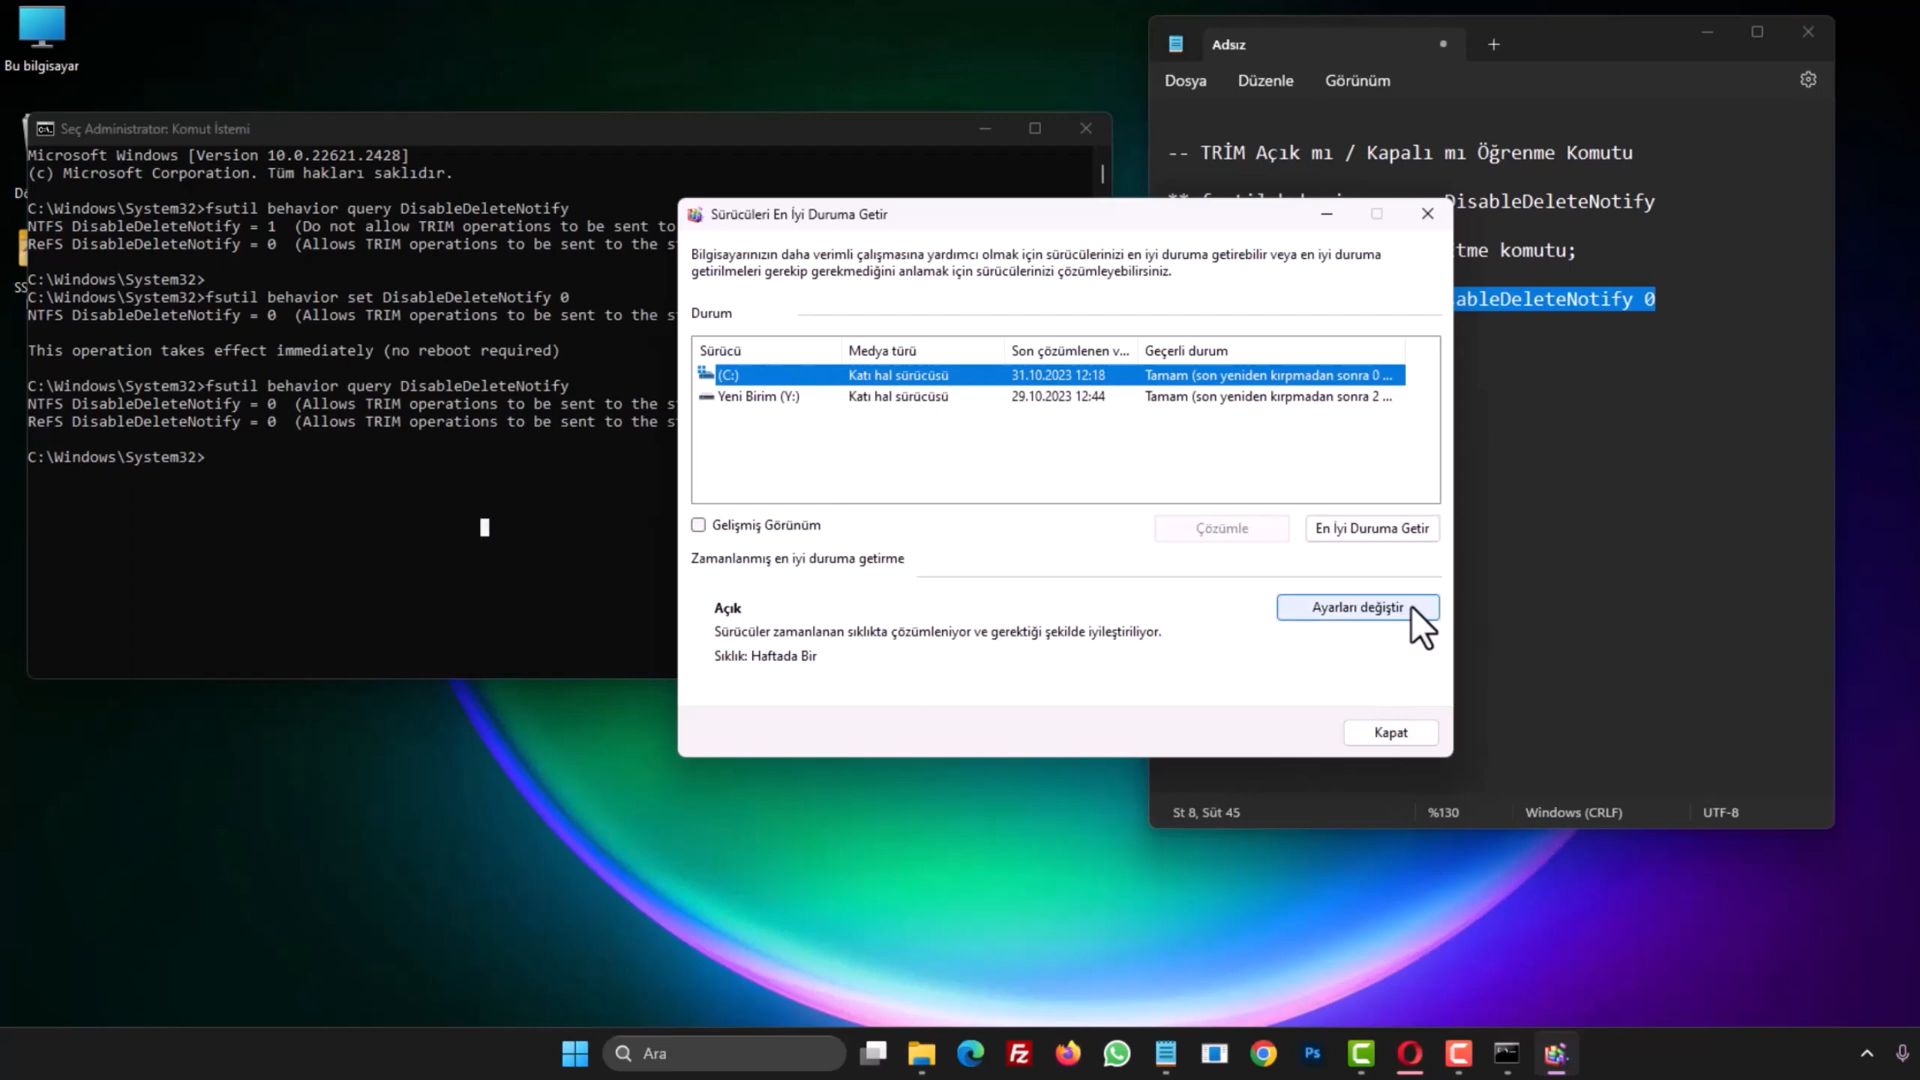 Bu bilgisayar
Seç Administrator: Komut İstemi
Microsoft Windows [Version 10.0.22621.2428]
(c) Microsoft Corporation. Tüm hakları saklıdır.
C:\Windows\System32>fsutil behavior query DisableDeleteNotify
NTFS DisableDeleteNotify = 1  (Do not allow TRIM operations to be sent to
ReFS DisableDeleteNotify = 0  (Allows TRIM operations to be sent to the s
C:\Windows\System32>
C:\Windows\System32>fsutil behavior set DisableDeleteNotify 0
NTFS DisableDeleteNotify = 0  (Allows TRIM operations to be sent to the s
This operation takes effect immediately (no reboot required)
C:\Windows\System32>fsutil behavior query DisableDeleteNotify
NTFS DisableDeleteNotify = 0  (Allows TRIM operations to be sent to the s
ReFS DisableDeleteNotify = 0  (Allows TRIM operations to be sent to the s
C:\Windows\System32>
Adsız
Dosya Düzenle Görünüm
-- TRİM Açık mı / Kapalı mı Öğrenme Komutu
DisableDeleteNotify
tme komutu;
ableDeleteNotify 0
St 8, Süt 45 %130 Windows (CRLF) UTF-8
Sürücüleri En İyi Duruma Getir
Bilgisayarınızın daha verimli çalışmasına yardımcı olmak için sürücülerinizi en iyi duruma getirebilir veya en iyi duruma
getirilmeleri gerekip gerekmediğini anlamak için sürücülerinizi çözümleyebilirsiniz.
Durum
Sürücü Medya türü Son çözümlenen v... Geçerli durum
(C:) Katı hal sürücüsü 31.10.2023 12:18 Tamam (son yeniden kırpmadan sonra 0 ...
Yeni Birim (Y:) Katı hal sürücüsü 29.10.2023 12:44 Tamam (son yeniden kırpmadan sonra 2 ...
Gelişmiş Görünüm Çözümle En İyi Duruma Getir
Zamanlanmış en iyi duruma getirme
Açık Ayarları değiştir
Sürücüler zamanlanan sıklıkta çözümleniyor ve gerektiği şekilde iyileştiriliyor.
Sıklık: Haftada Bir
Kapat
Ara
Fz
Ps